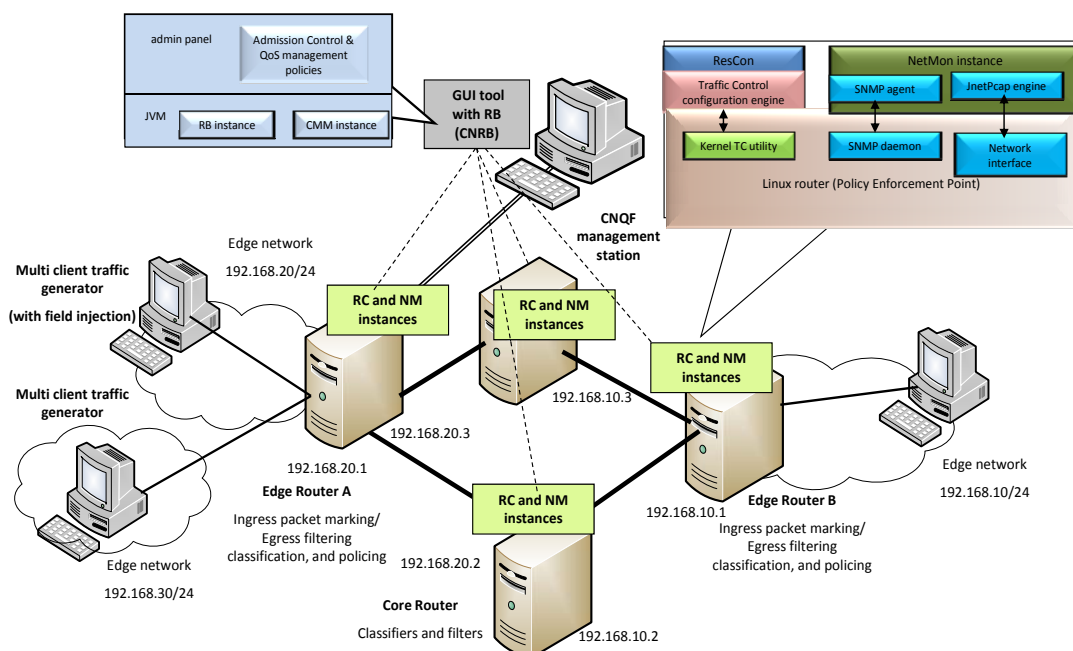 admin panel
Admission Control &
QoS management
policies
JVM
RB instance
CMM instance
GUI tool
with RB
(CNRB)
ResCon
Traffic Control
configuration engine
Kernel TC utility
NetMon instance
SNMP agent
JnetPcap engine
SNMP daemon
Network
interface
Linux router (Policy Enforcement Point)
CNQF
management
station
Edge network
192.168.20/24
Multi client traffic
generator
(with field injection)
RC and NM
instances
RC and NM
instances
RC and NM
instances
Multi client traffic
generator
192.168.10.3
192.168.20.3
192.168.20.1
Edge Router A
Ingress packet marking/
Egress filtering
classification, and policing
Edge network
192.168.30/24
RC and NM
instances
192.168.20.2
Core Router
Classifiers and filters
192.168.10.2
192.168.10.1
Edge Router B
Ingress packet marking/
Egress filtering
classification, and policing
Edge network
192.168.10/24